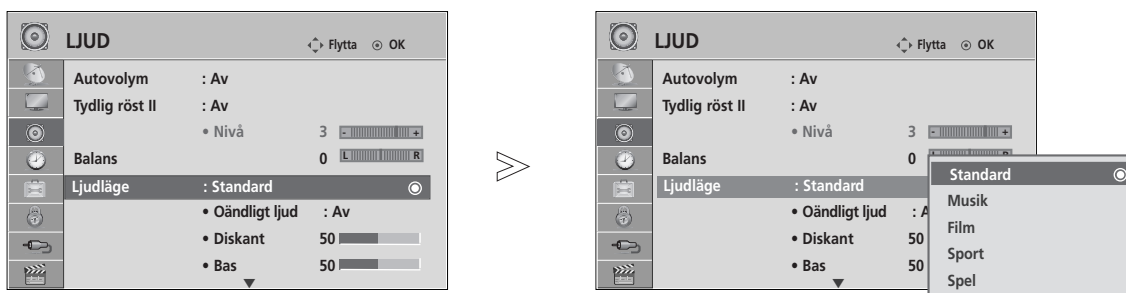 LJUD
Flytta OK
Autovolym : Av
Tydlig röst II : Av
• Nivå 3 - +
Balans 0 L R
Ljudläge : Standard
• Oändligt ljud : Av
• Diskant 50
• Bas 50
LJUD
Flytta OK
Autovolym : Av
Tydlig röst II : Av
• Nivå 3 - +
Balans 0
Ljudläge : Standard
• Oändligt ljud : A
• Diskant 50
• Bas 50
Standard
Musik
Film
Sport
Spel